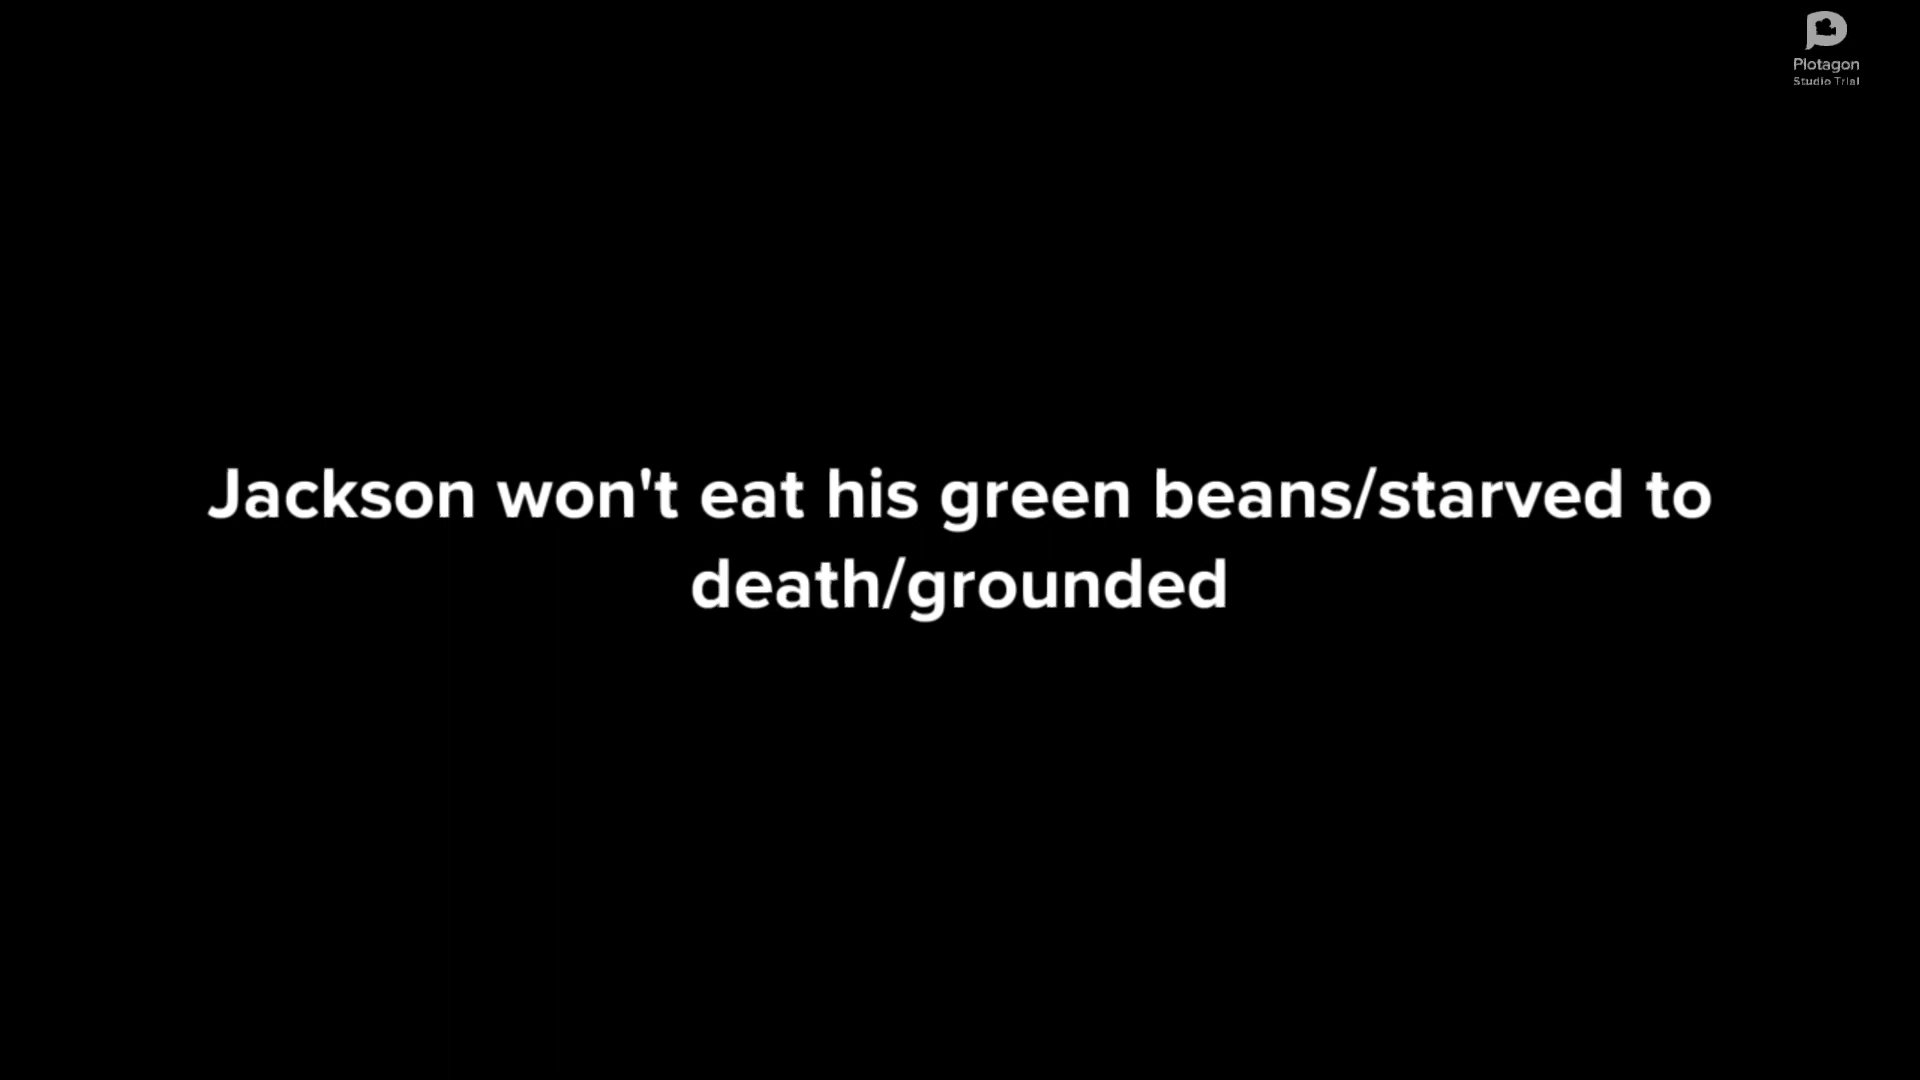 Plotagon
Studio Trial
Jackson won't eat his green beans/starved to
death/grounded